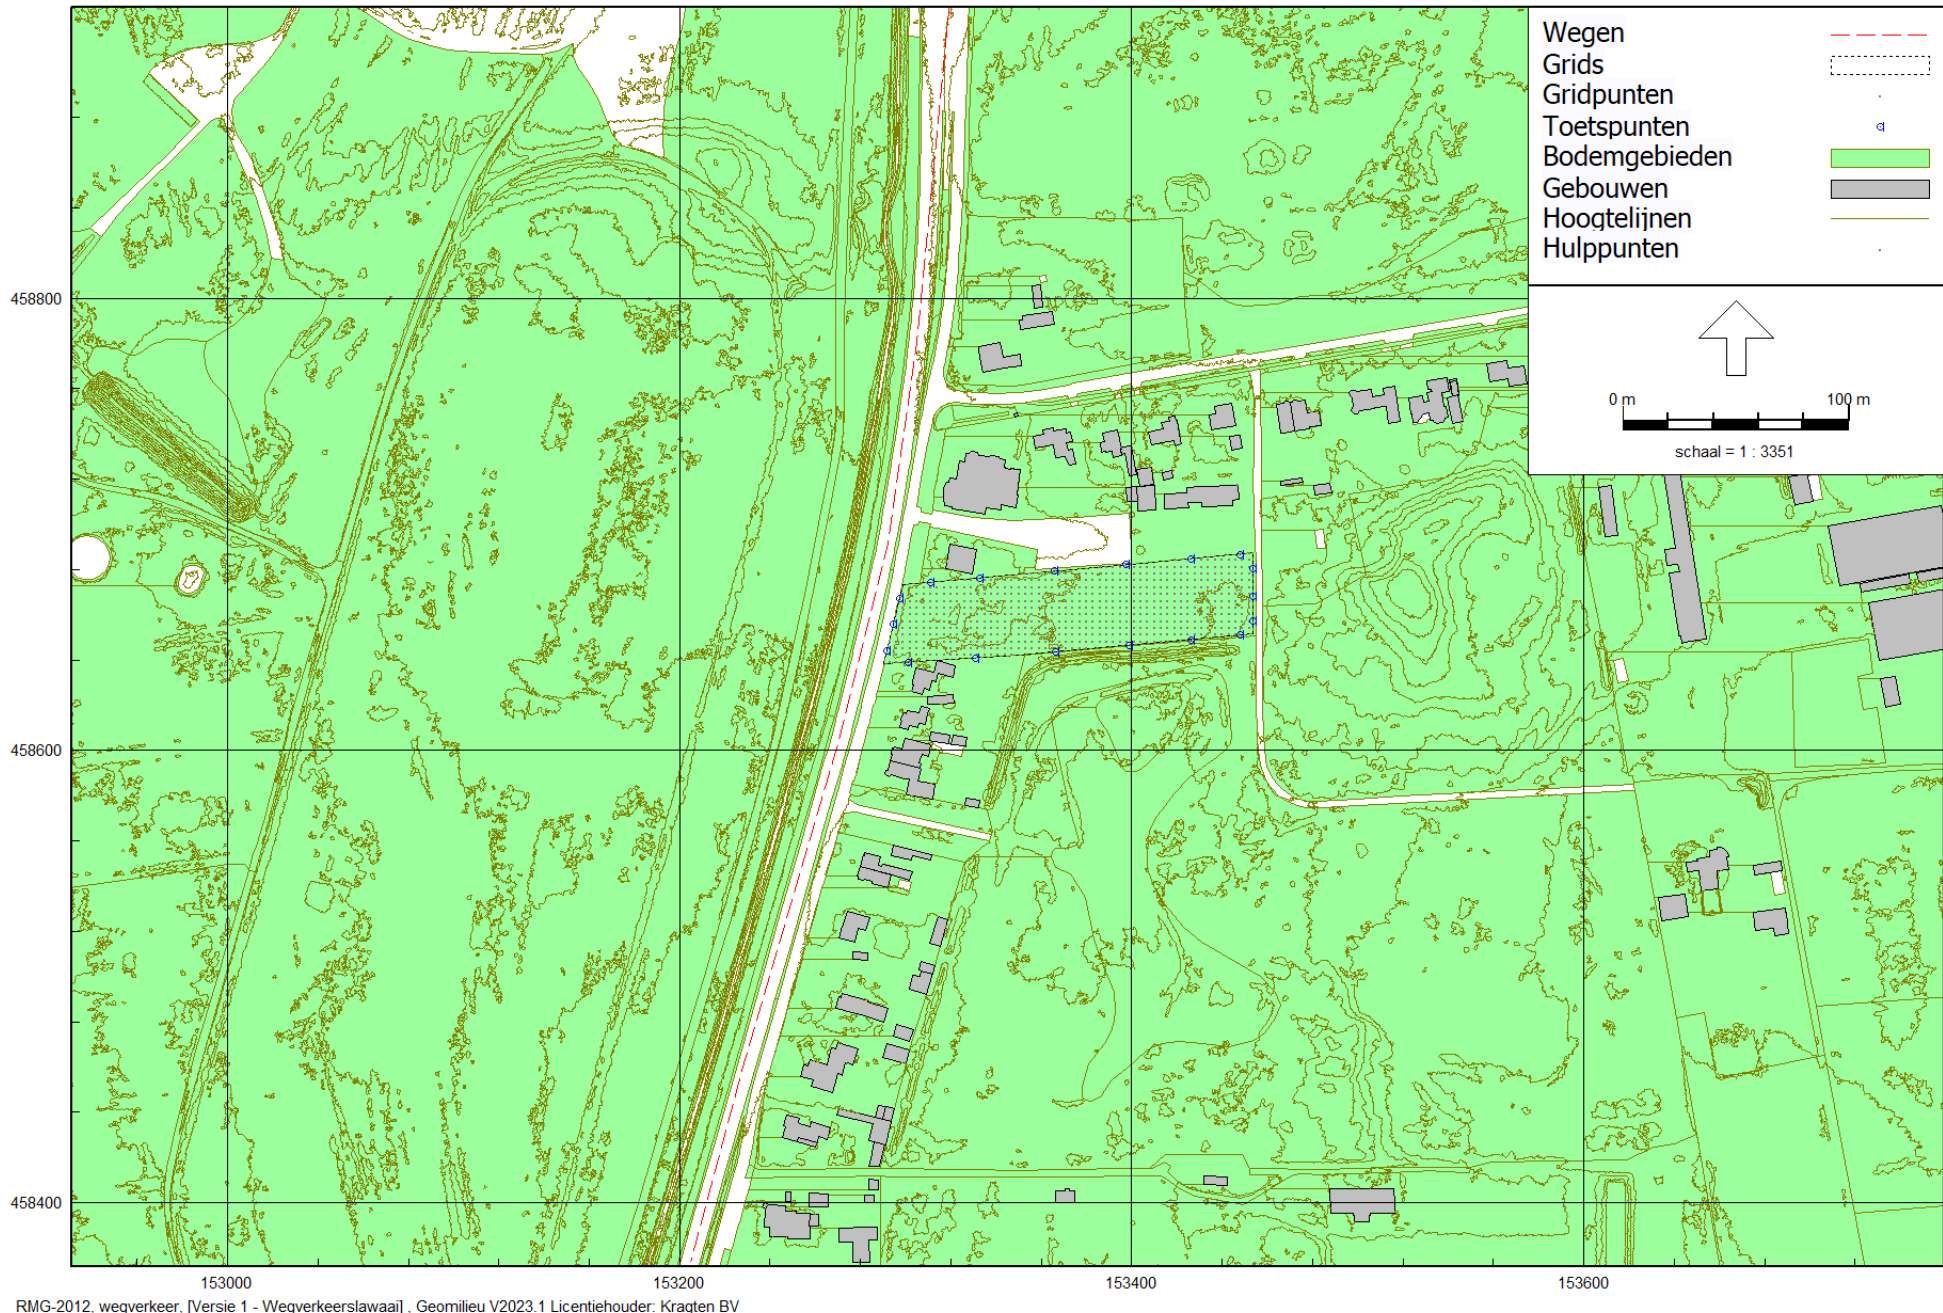 Wegen
Grids
Gridpunten
Toetspunten
Bodemgebieden
Gebouwen
Hoogtelijnen
Hulppunten
0 m 100 m
schaal = 1 : 3351
458800
458600
458400
153000 153200 153400 153600
RMG-2012, wegverkeer, [Versie 1 - Wegverkeerslawaai] , Geomilieu V2023.1 Licentiehouder: Kragten BV